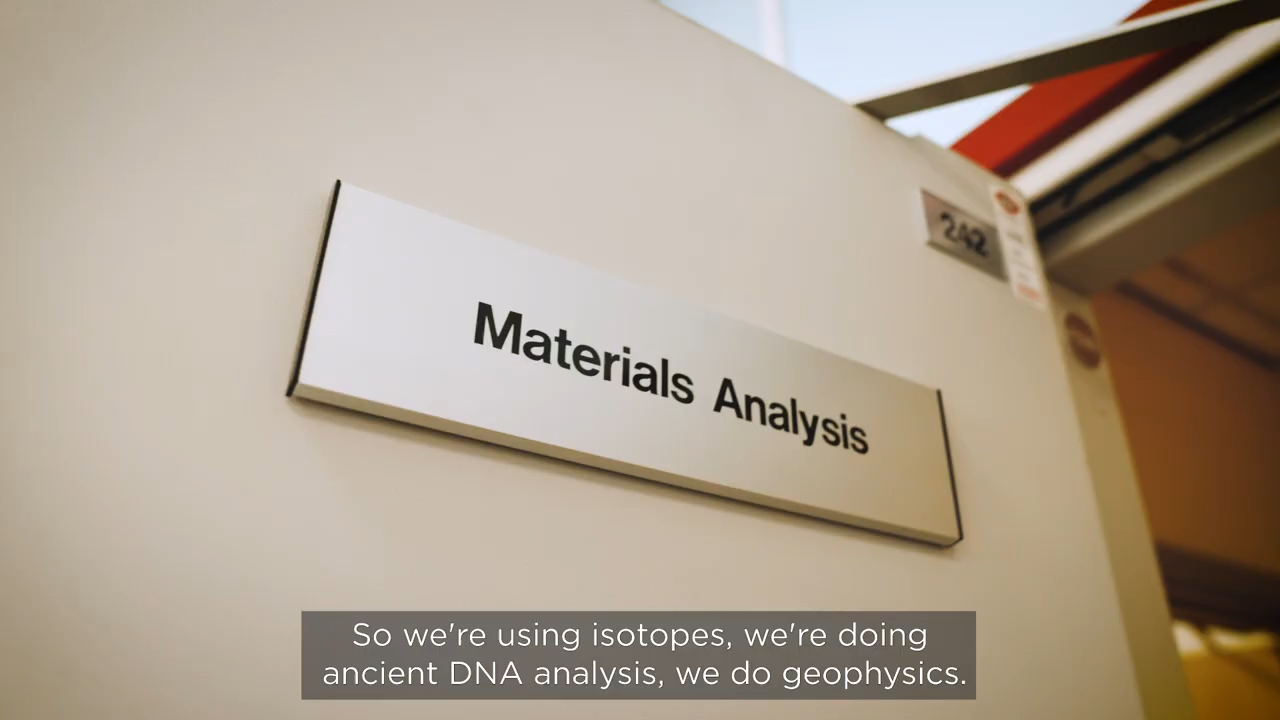 242
Materials Analysis
So we're using isotopes, we're doing
ancient DNA analysis, we do geophysics.